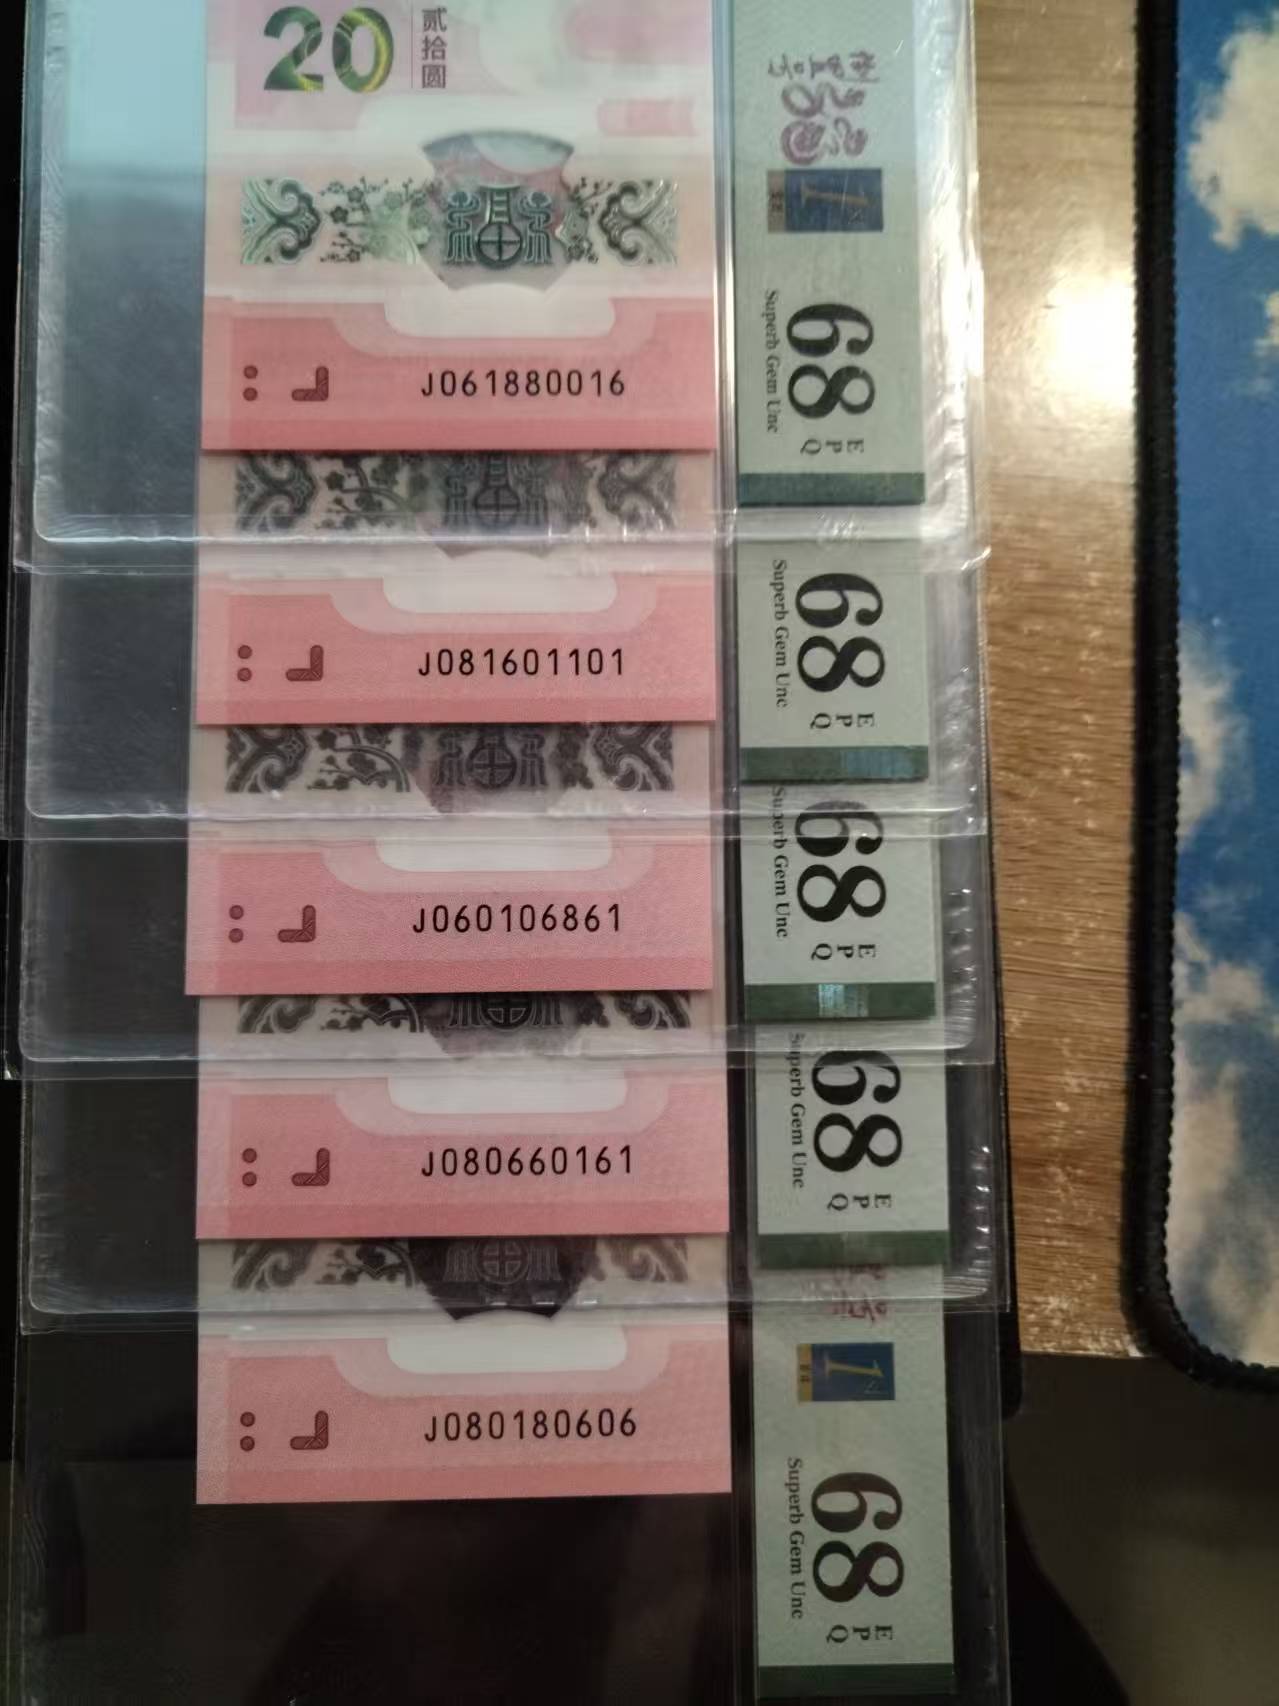 20
贰拾圆
J061880016
68 EPQ
Superb Gem Unc
J081601101
68 EPQ
Superb Gem Unc
J060106861
68 EPQ
Superb Gem Unc
J080660161
68 EPQ
Superb Gem Unc
J080180606
68 EPQ
Superb Gem Unc